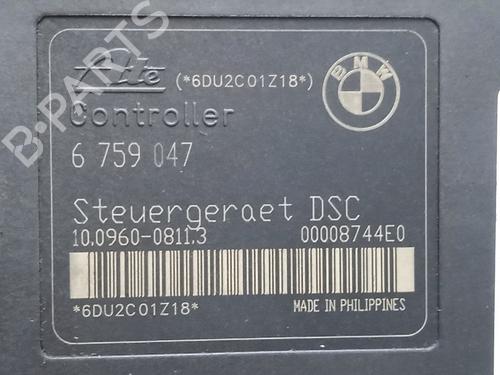 Ate (*6DU2C01Z18*) BMW
Controller
6 759 047
Steuergeraet DSC
10.0960-0811.3 00008744E0
*6DU2C01Z18* MADE IN PHILIPPINES
B-PARTS